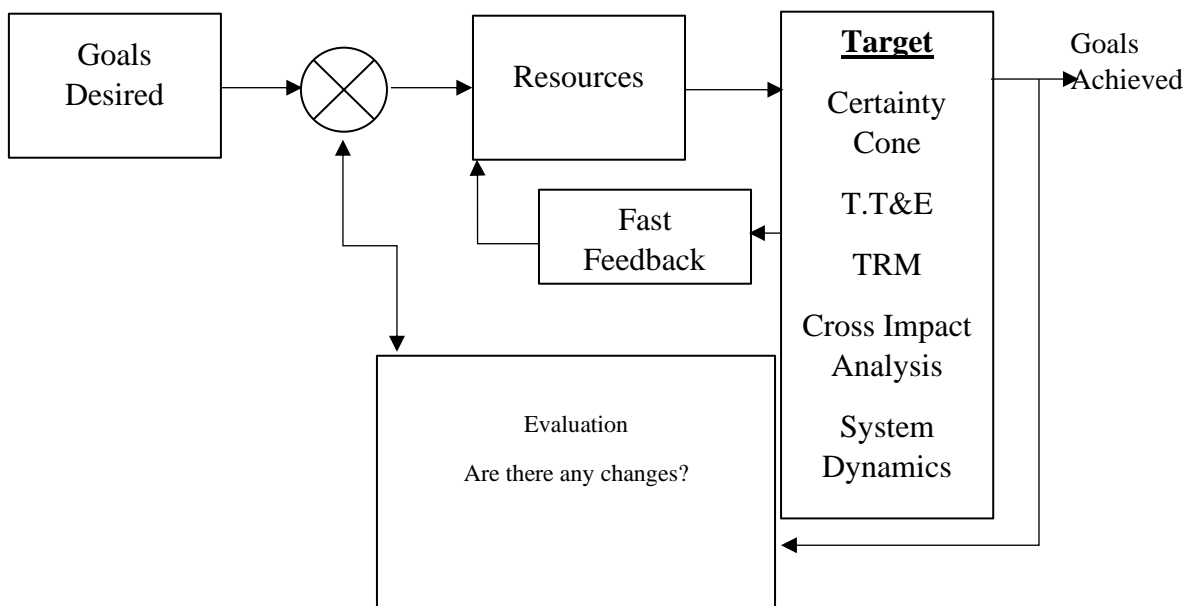 Goals
Desired
Resources
Target
Certainty
Cone
T.T&E
TRM
Cross Impact
Analysis
System
Dynamics
Goals
Achieved
Fast
Feedback
Evaluation
Are there any changes?